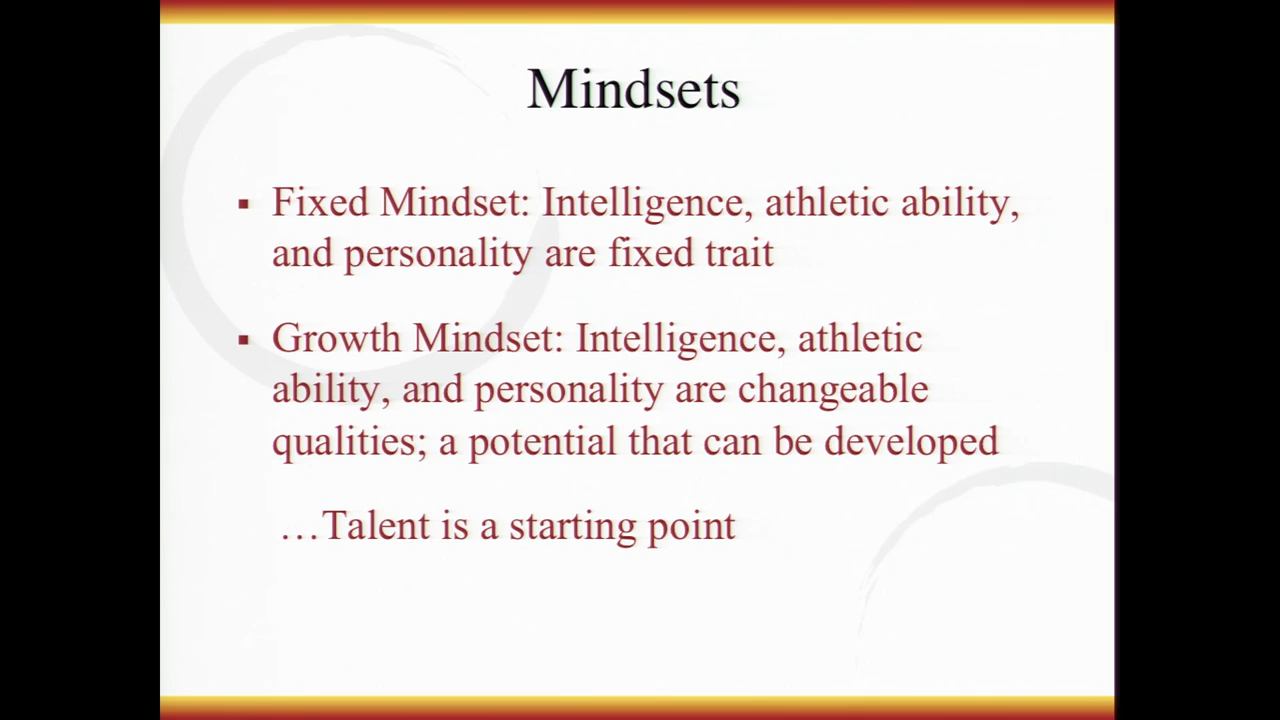 Mindsets
▪ Fixed Mindset: Intelligence, athletic ability,
and personality are fixed trait
▪ Growth Mindset: Intelligence, athletic
ability, and personality are changeable
qualities; a potential that can be developed
…Talent is a starting point